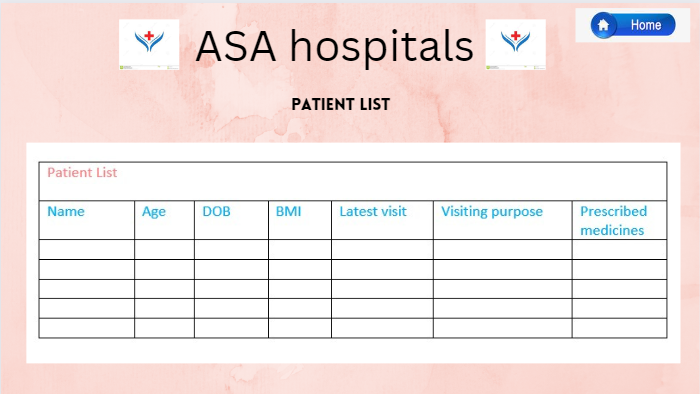 ASA hospitals
Home
PATIENT LIST
Patient List
Name Age DOB BMI Latest visit Visiting purpose Prescribed
medicines